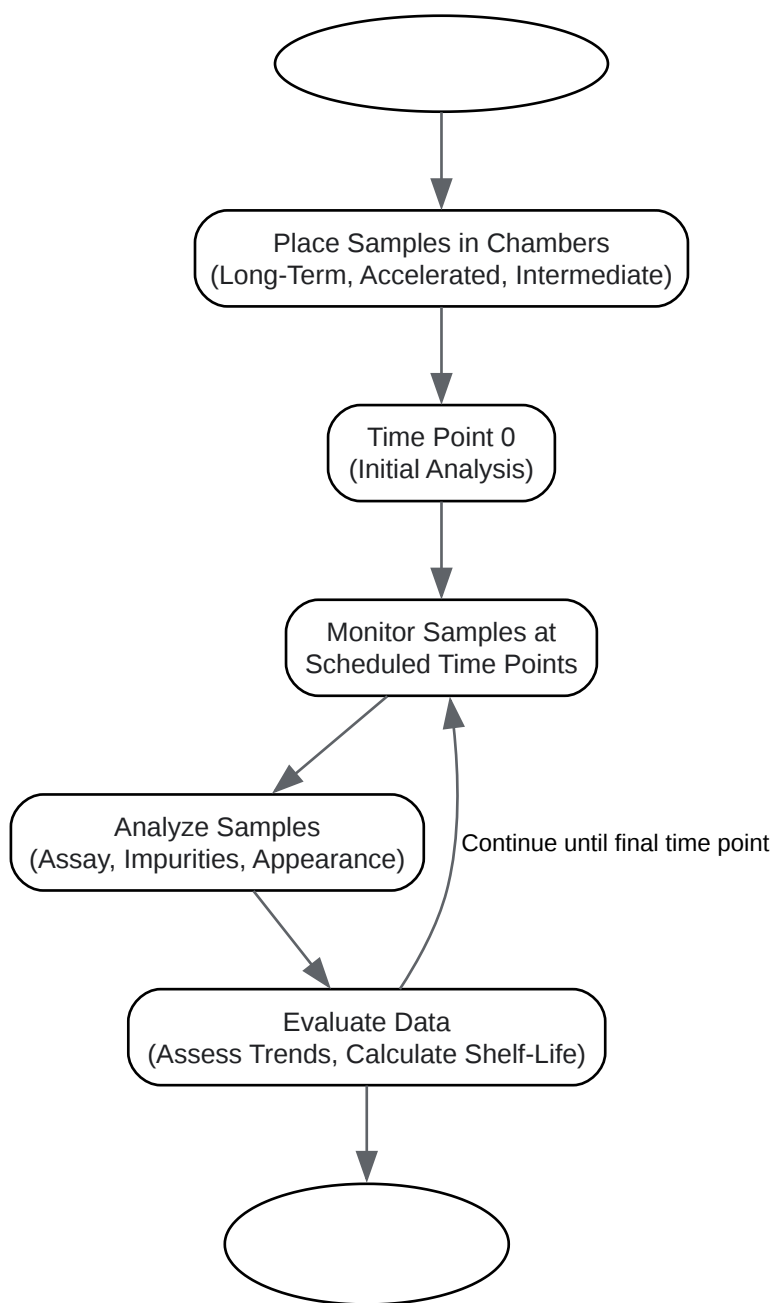 Place Samples in Chambers
(Long-Term, Accelerated, Intermediate)
Time Point 0
(Initial Analysis)
Monitor Samples at
Scheduled Time Points
Analyze Samples
(Assay, Impurities, Appearance)
Continue until final time point
Evaluate Data
(Assess Trends, Calculate Shelf-Life)